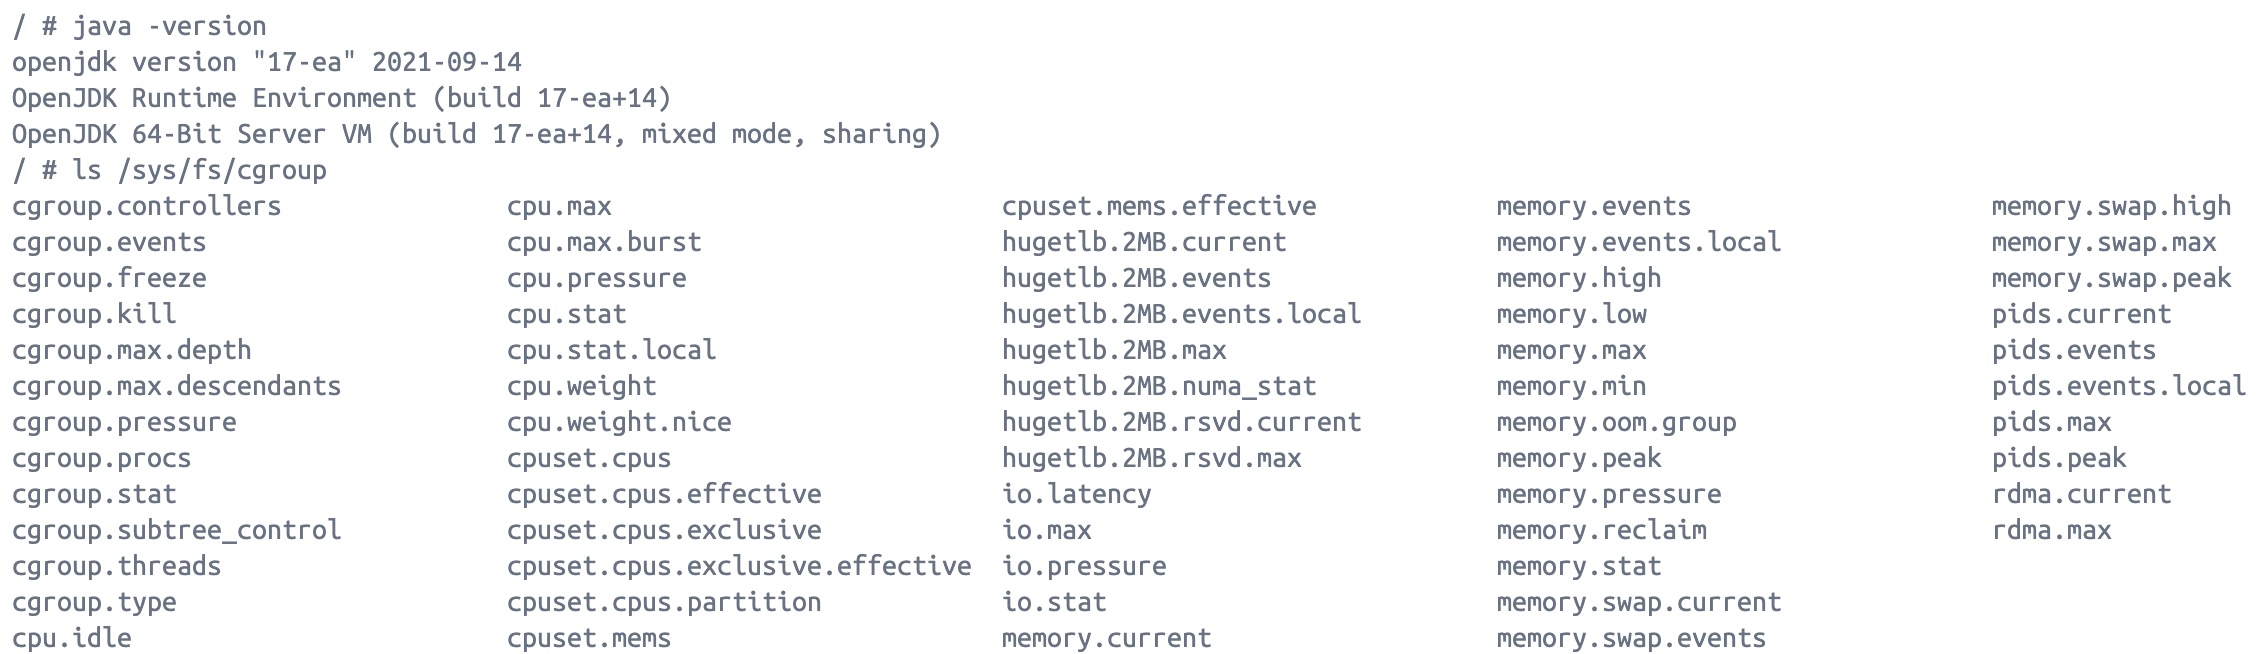 / # java -version
openjdk version "17-ea" 2021-09-14
OpenJDK Runtime Environment (build 17-ea+14)
OpenJDK 64-Bit Server VM (build 17-ea+14, mixed mode, sharing)
/ # ls /sys/fs/cgroup
cgroup.controllers cpu.max cpuset.mems.effective memory.events memory.swap.high
cgroup.events cpu.max.burst hugetlb.2MB.current memory.events.local memory.swap.max
cgroup.freeze cpu.pressure hugetlb.2MB.events memory.high memory.swap.peak
cgroup.kill cpu.stat hugetlb.2MB.events.local memory.low pids.current
cgroup.max.depth cpu.stat.local hugetlb.2MB.max memory.max pids.events
cgroup.max.descendants cpu.weight hugetlb.2MB.numa_stat memory.min pids.events.local
cgroup.pressure cpu.weight.nice hugetlb.2MB.rsvd.current memory.oom.group pids.max
cgroup.procs cpuset.cpus hugetlb.2MB.rsvd.max memory.peak pids.peak
cgroup.stat cpuset.cpus.effective io.latency memory.pressure rdma.current
cgroup.subtree_control cpuset.cpus.exclusive io.max memory.reclaim rdma.max
cgroup.threads cpuset.cpus.exclusive.effective io.pressure memory.stat
cgroup.type cpuset.cpus.partition io.stat memory.swap.current
cpu.idle cpuset.mems memory.current memory.swap.events